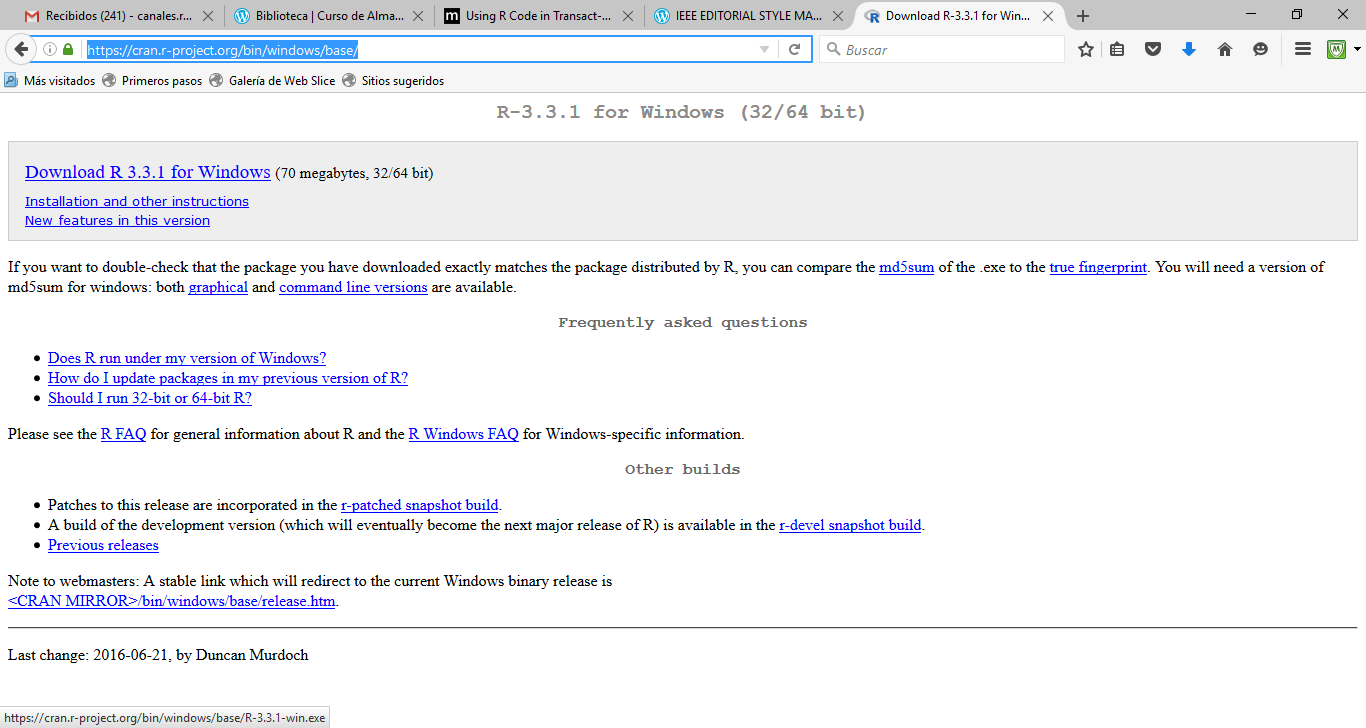 Recibidos (241) - canales.r...
Biblioteca | Curso de Alma...
Using R Code in Transact-...
IEEE EDITORIAL STYLE MA...
Download R-3.3.1 for Win...
https://cran.r-project.org/bin/windows/base/
Buscar
Más visitados
Primeros pasos
Galería de Web Slice
Sitios sugeridos
R-3.3.1 for Windows (32/64 bit)
Download R 3.3.1 for Windows (70 megabytes, 32/64 bit)
Installation and other instructions
New features in this version
If you want to double-check that the package you have downloaded exactly matches the package distributed by R, you can compare the md5sum of the .exe to the true fingerprint. You will need a version of
md5sum for windows: both graphical and command line versions are available.
Frequently asked questions
Does R run under my version of Windows?
How do I update packages in my previous version of R?
Should I run 32-bit or 64-bit R?
Please see the R FAQ for general information about R and the R Windows FAQ for Windows-specific information.
Other builds
Patches to this release are incorporated in the r-patched snapshot build.
A build of the development version (which will eventually become the next major release of R) is available in the r-devel snapshot build.
Previous releases
Note to webmasters: A stable link which will redirect to the current Windows binary release is
<CRAN MIRROR>/bin/windows/base/release.htm.
Last change: 2016-06-21, by Duncan Murdoch
https://cran.r-project.org/bin/windows/base/R-3.3.1-win.exe